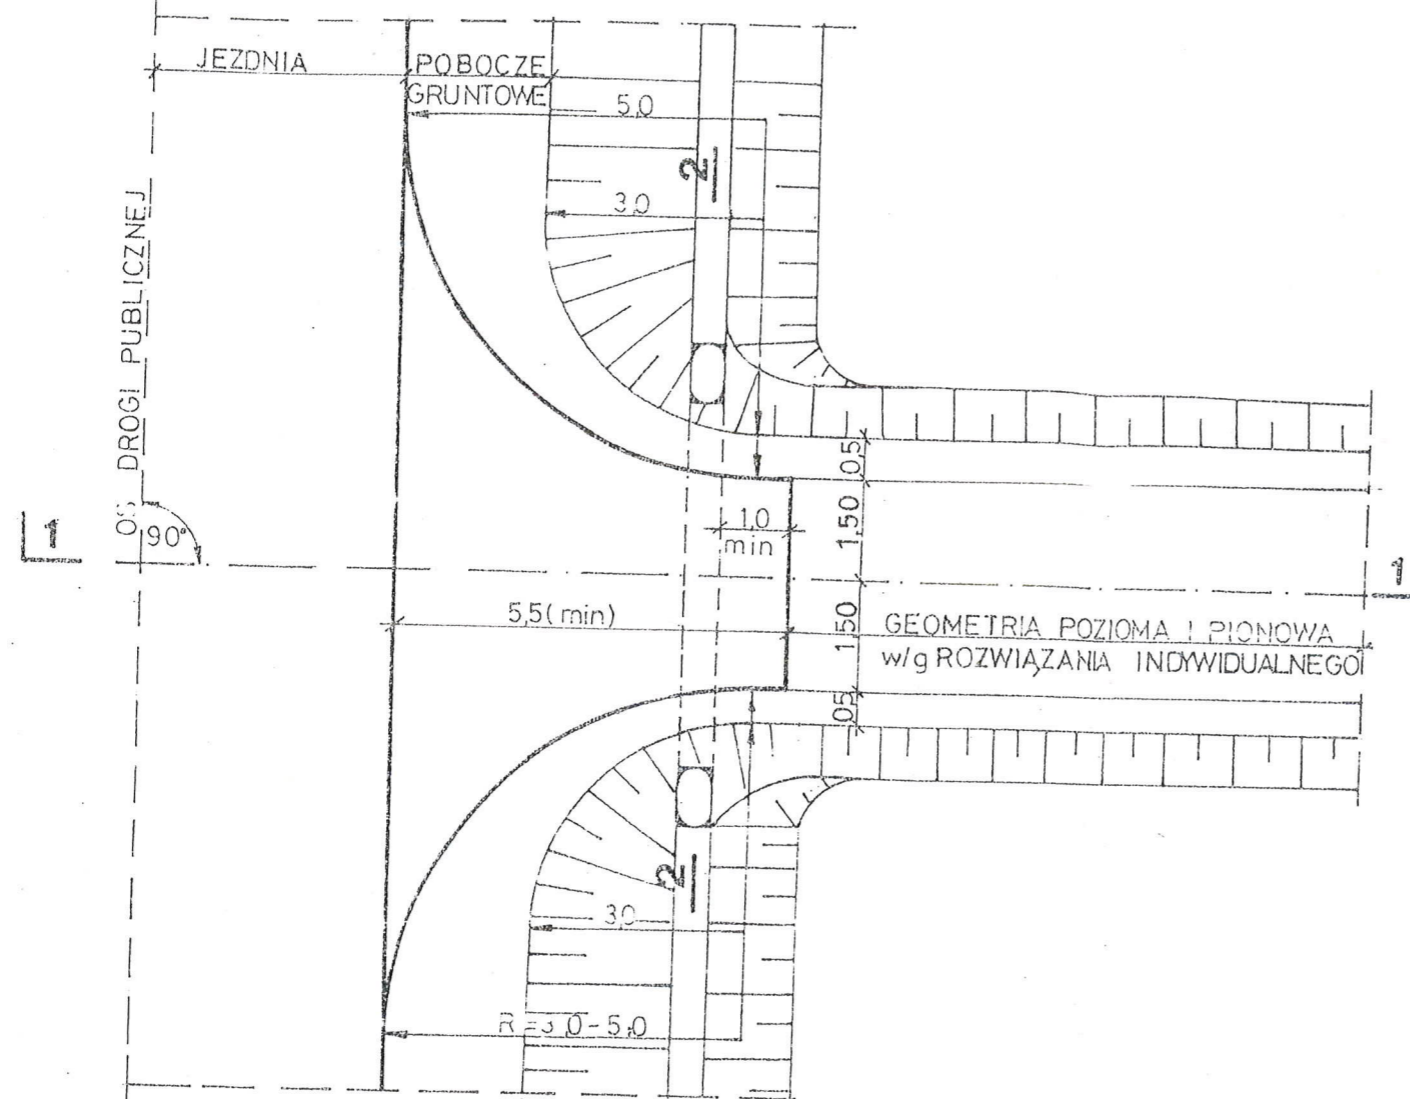 JEZDNIA
POBOCZE
GRUNTOWE
5,0
2
3,0
OŚ DROGI PUBLICZNEJ
0,5
1
90°
1,0
min
1,50
1
5,5(min)
1,50
GEOMETRIA POZIOMA I PIONOWA
w/g ROZWIĄZANIA INDYWIDUALNEGO
0,5
2
3,0
R=3,0-5,0